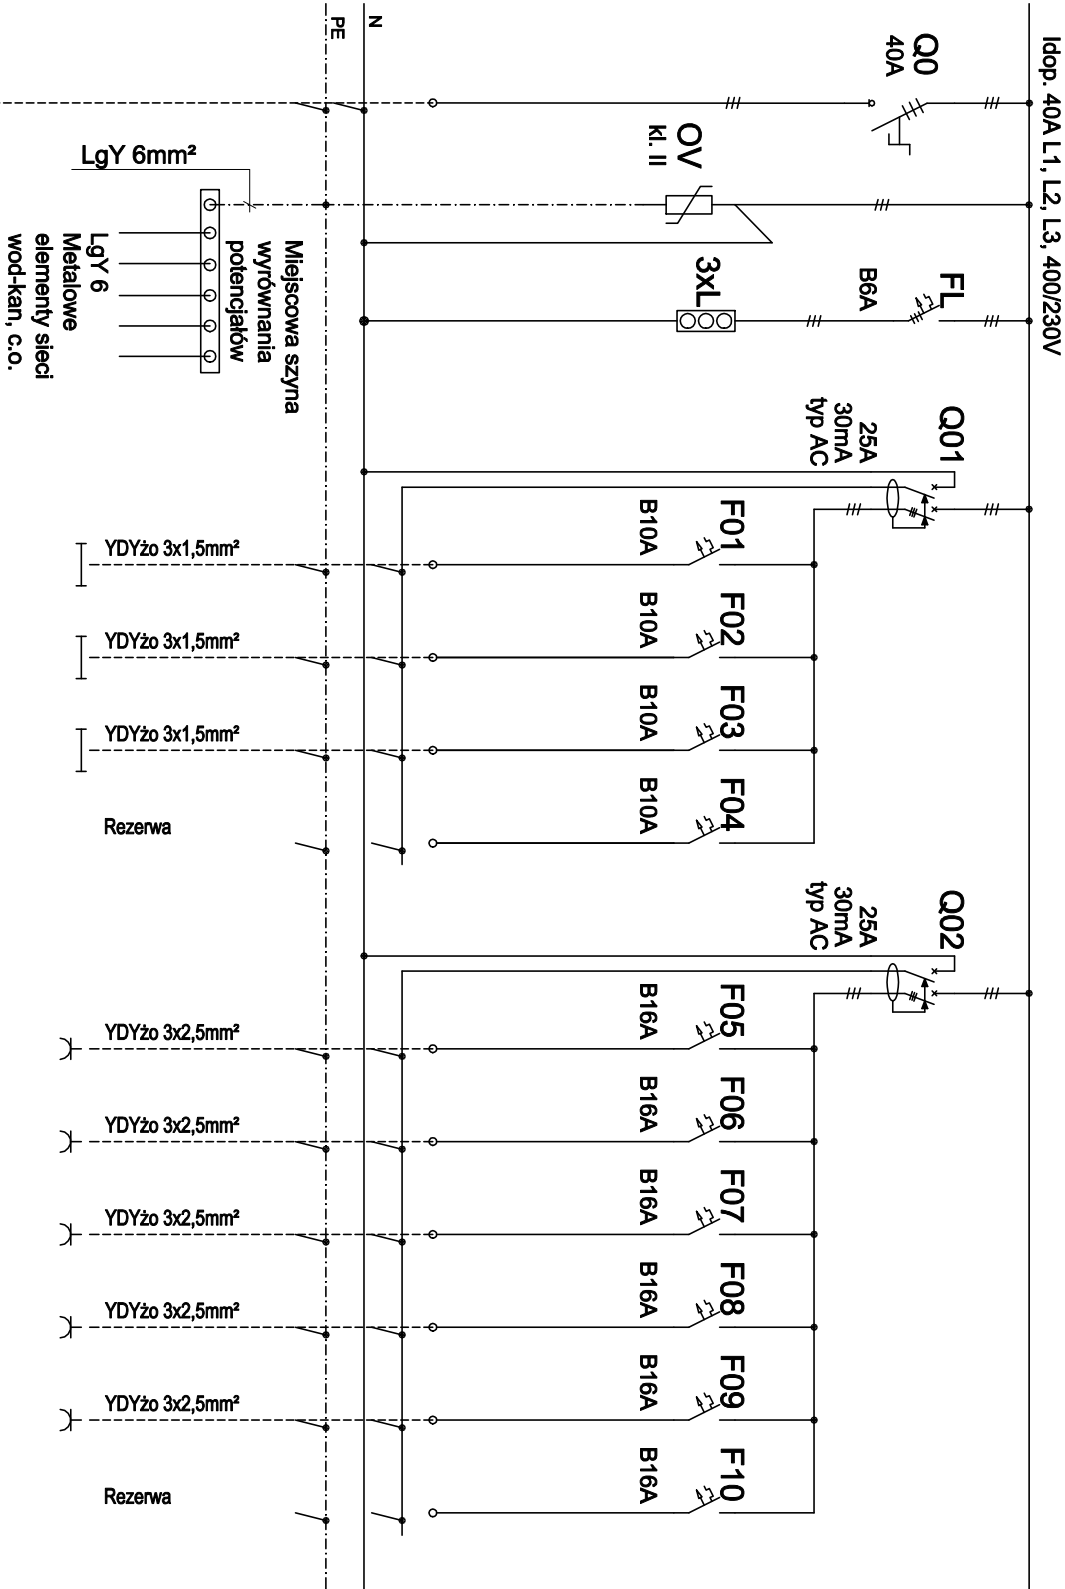 Idop. 40A L1, L2, L3, 400/230V
N
PE
Q0
40A
OV
kl. II
FL
B6A
3xL
LgY 6mm²
Miejscowa szyna
wyrównania
potencjałów
LgY 6
Metalowe
elementy sieci
wod-kan, c.o.
Q01
25A
30mA
typ AC
F01
B10A
YDYżo 3x1,5mm²
F02
B10A
YDYżo 3x1,5mm²
F03
B10A
YDYżo 3x1,5mm²
F04
B10A
Rezerwa
Q02
25A
30mA
typ AC
F05
B16A
YDYżo 3x2,5mm²
F06
B16A
YDYżo 3x2,5mm²
F07
B16A
YDYżo 3x2,5mm²
F08
B16A
YDYżo 3x2,5mm²
F09
B16A
YDYżo 3x2,5mm²
F10
B16A
Rezerwa